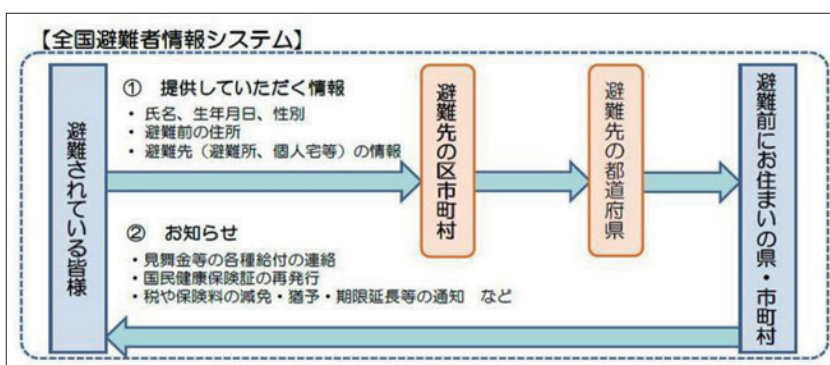 【全国避難者情報システム】
避難されている皆様
① 提供していただく情報
・ 氏名、生年月日、性別
・ 避難前の住所
・ 避難先（避難所、個人宅等）の情報
避難先の区市町村
避難先の都道府県
避難前にお住まいの県・市町村
② お知らせ
・見舞金等の各種給付の連絡
・国民健康保険証の再発行
・税や保険料の減免・猶予・期限延長等の通知 など